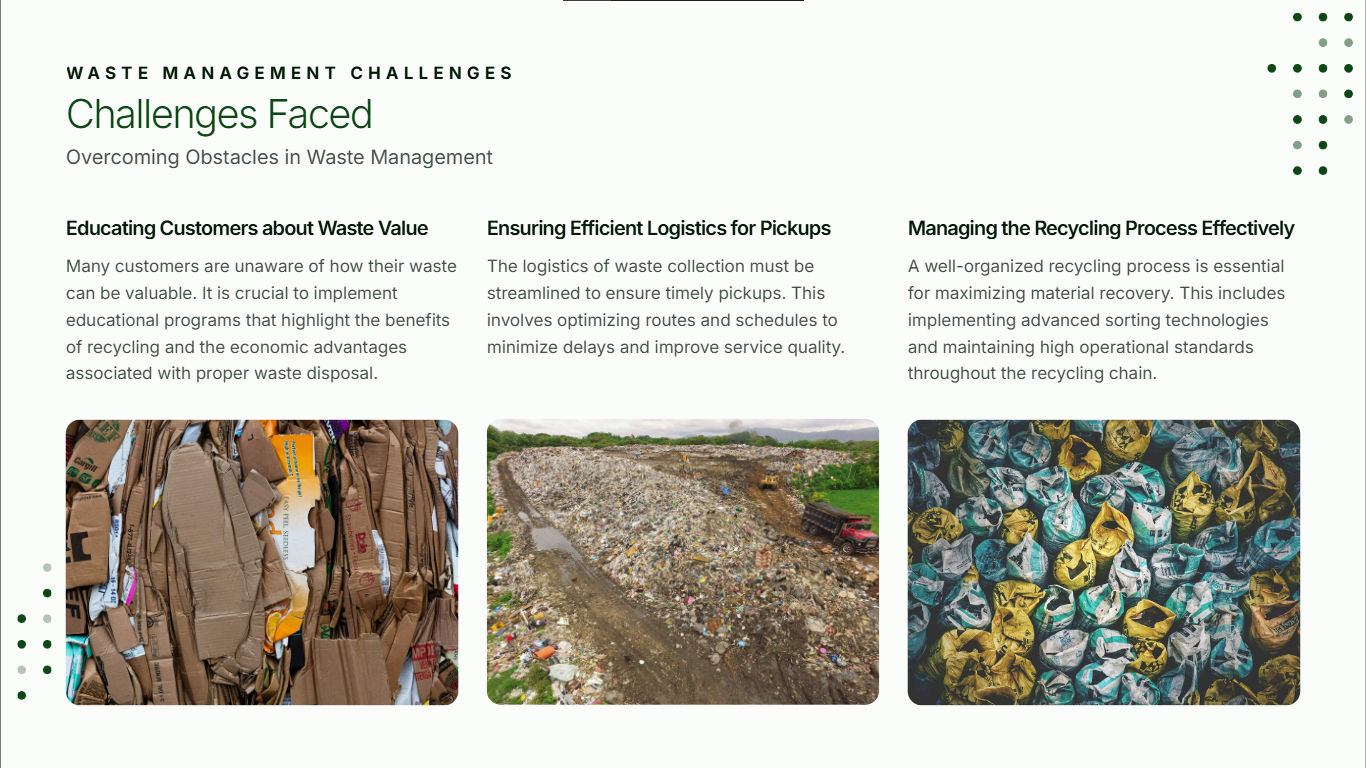 WASTE MANAGEMENT CHALLENGES
Challenges Faced
Overcoming Obstacles in Waste Management
Educating Customers about Waste Value
Many customers are unaware of how their waste
can be valuable. It is crucial to implement
educational programs that highlight the benefits
of recycling and the economic advantages
associated with proper waste disposal.
Ensuring Efficient Logistics for Pickups
The logistics of waste collection must be
streamlined to ensure timely pickups. This
involves optimizing routes and schedules to
minimize delays and improve service quality.
Managing the Recycling Process Effectively
A well-organized recycling process is essential
for maximizing material recovery. This includes
implementing advanced sorting technologies
and maintaining high operational standards
throughout the recycling chain.
Cargill